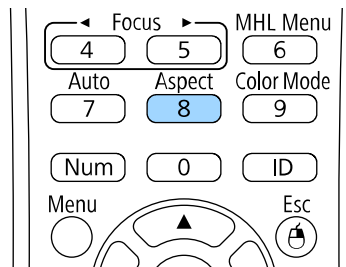 ◄ Focus ► MHL Menu
4 5 6
Auto Aspect Color Mode
7 8 9
Num 0 ID
Menu Esc